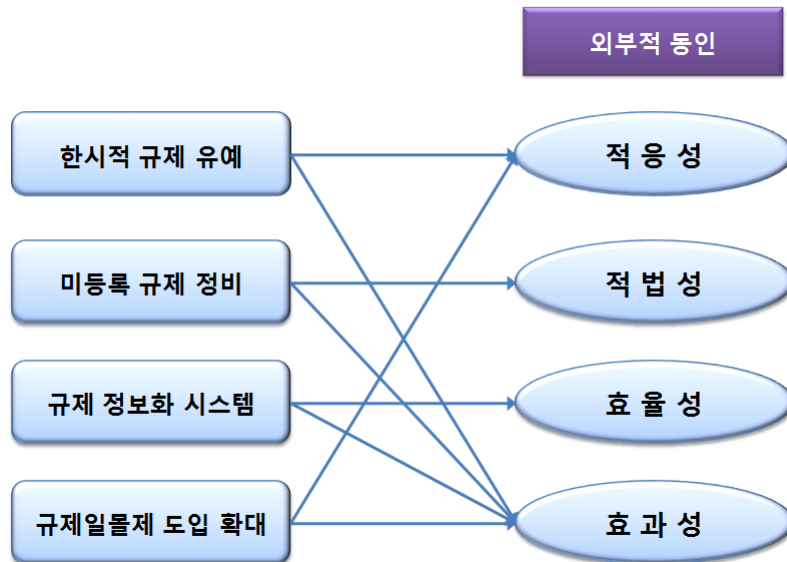 외부적 동인
한시적 규제 유예
적 응 성
미등록 규제 정비
적 법 성
규제 정보화 시스템
효 율 성
규제일몰제 도입 확대
효 과 성